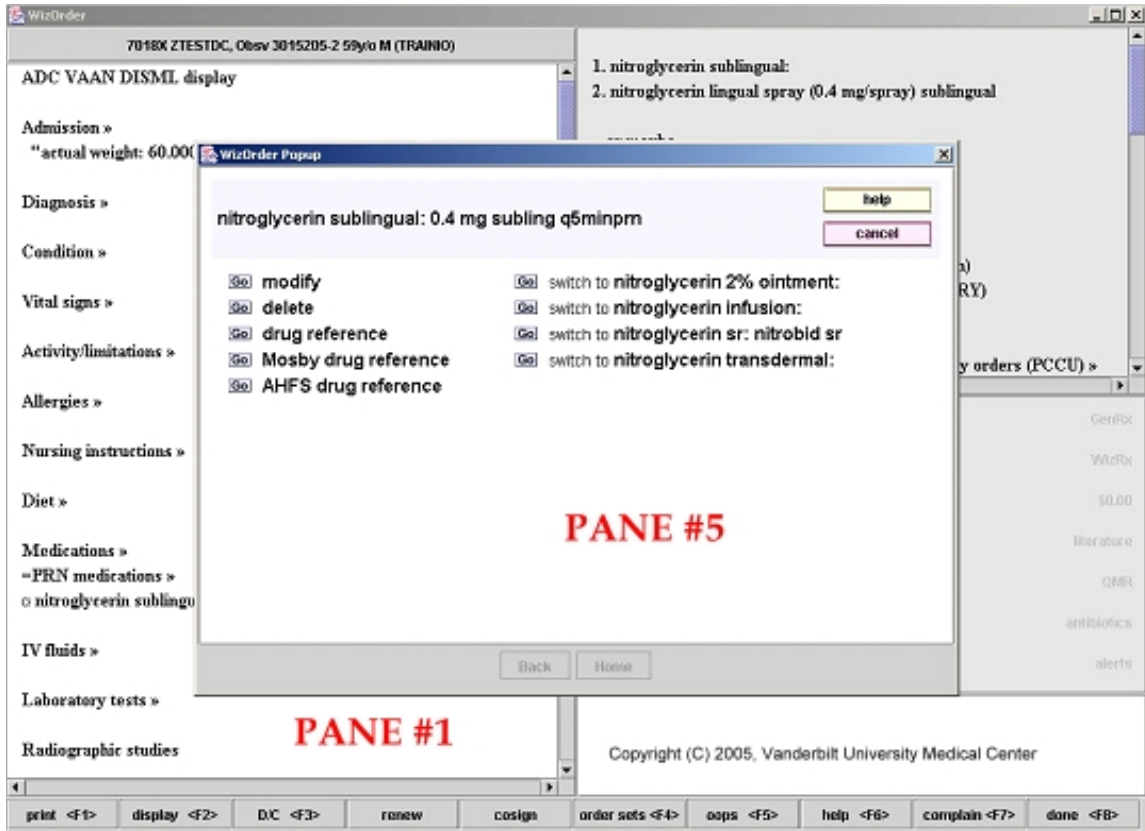 WizOrder
7018X ZTESTDC, Obsv 3015205-2 59y/o M (TRAINIO)
ADC VAAN DISML display
Admission »
"actual weight: 60.000
Diagnosis »
Condition »
Vital signs »
Activity/limitations »
Allergies »
Nursing instructions »
Diet »
Medications »
=PRN medications »
¤ nitroglycerin sublingu
IV fluids »
Laboratory tests »
Radiographic studies
PANE #1
1. nitroglycerin sublingual:
2. nitroglycerin lingual spray (0.4 mg/spray) sublingual
RY)
y orders (PCCU) »
WizOrder Popup
nitroglycerin sublingual: 0.4 mg subling q5minprn
help
cancel
Go modify
Go delete
Go drug reference
Go Mosby drug reference
Go AHFS drug reference
Go switch to nitroglycerin 2% ointment:
Go switch to nitroglycerin infusion:
Go switch to nitroglycerin sr: nitrobid sr
Go switch to nitroglycerin transdermal:
PANE #5
Back Home
GenRx
WizRx
$0.00
literature
QMR
antibiotics
alerts
Copyright (C) 2005, Vanderbilt University Medical Center
print <F1> display <F2> D/C <F3> renew cosign order sets <F4> oops <F5> help <F6> complain <F7> done <F8>